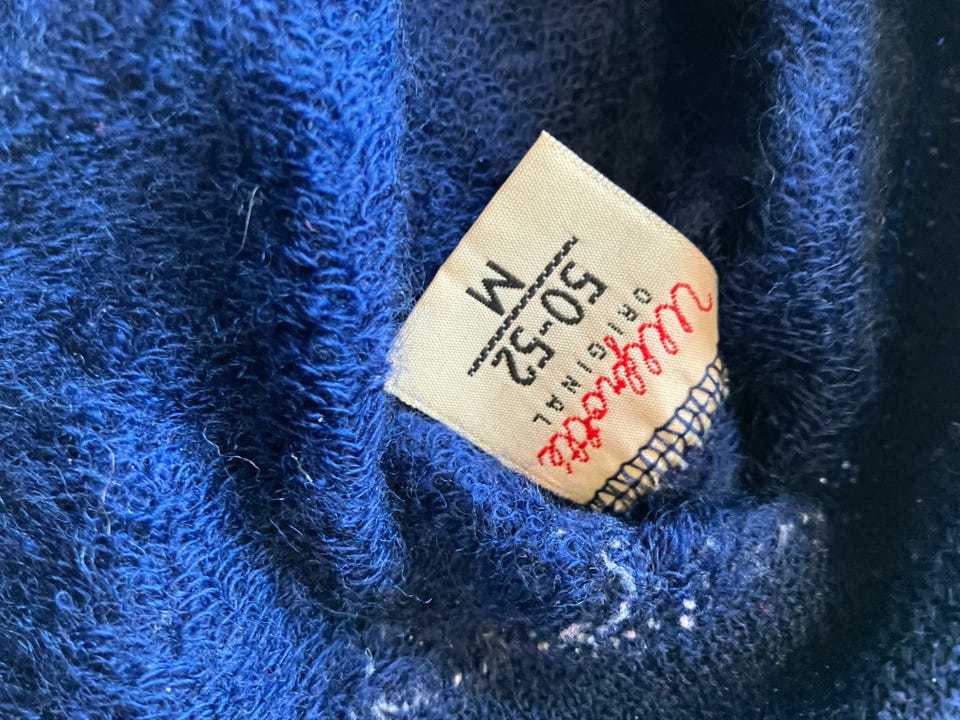 Ullfrotté
ORIGINAL
50-52
M